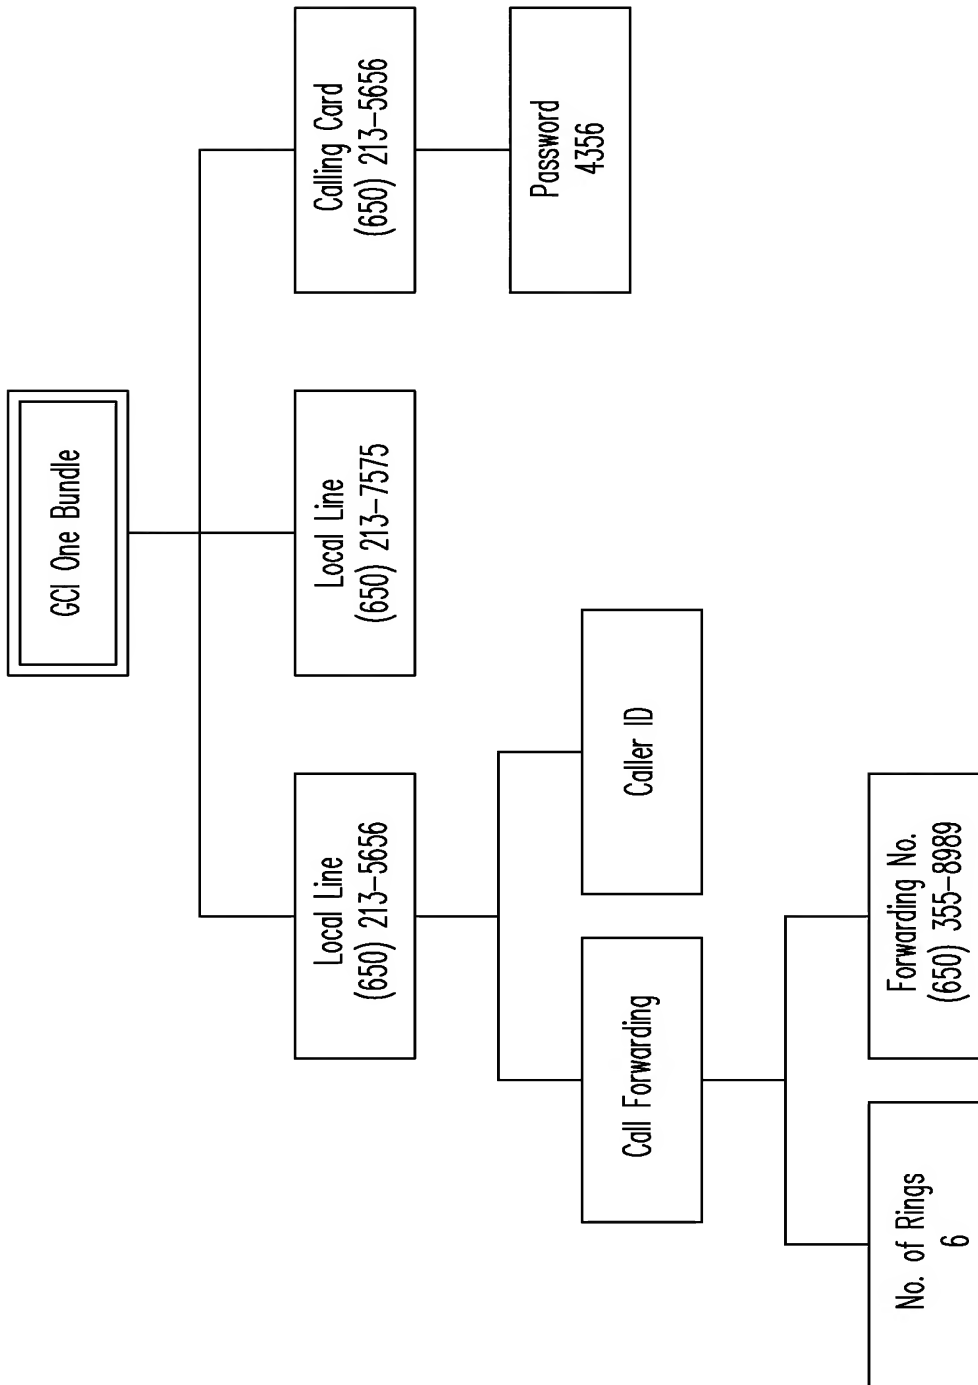 GCI One Bundle
Local Line
(650) 213-5656
Local Line
(650) 213-7575
Calling Card
(650) 213-5656
Call Forwarding
Caller ID
Password
4356
No. of Rings
6
Forwarding No.
(650) 355-8989